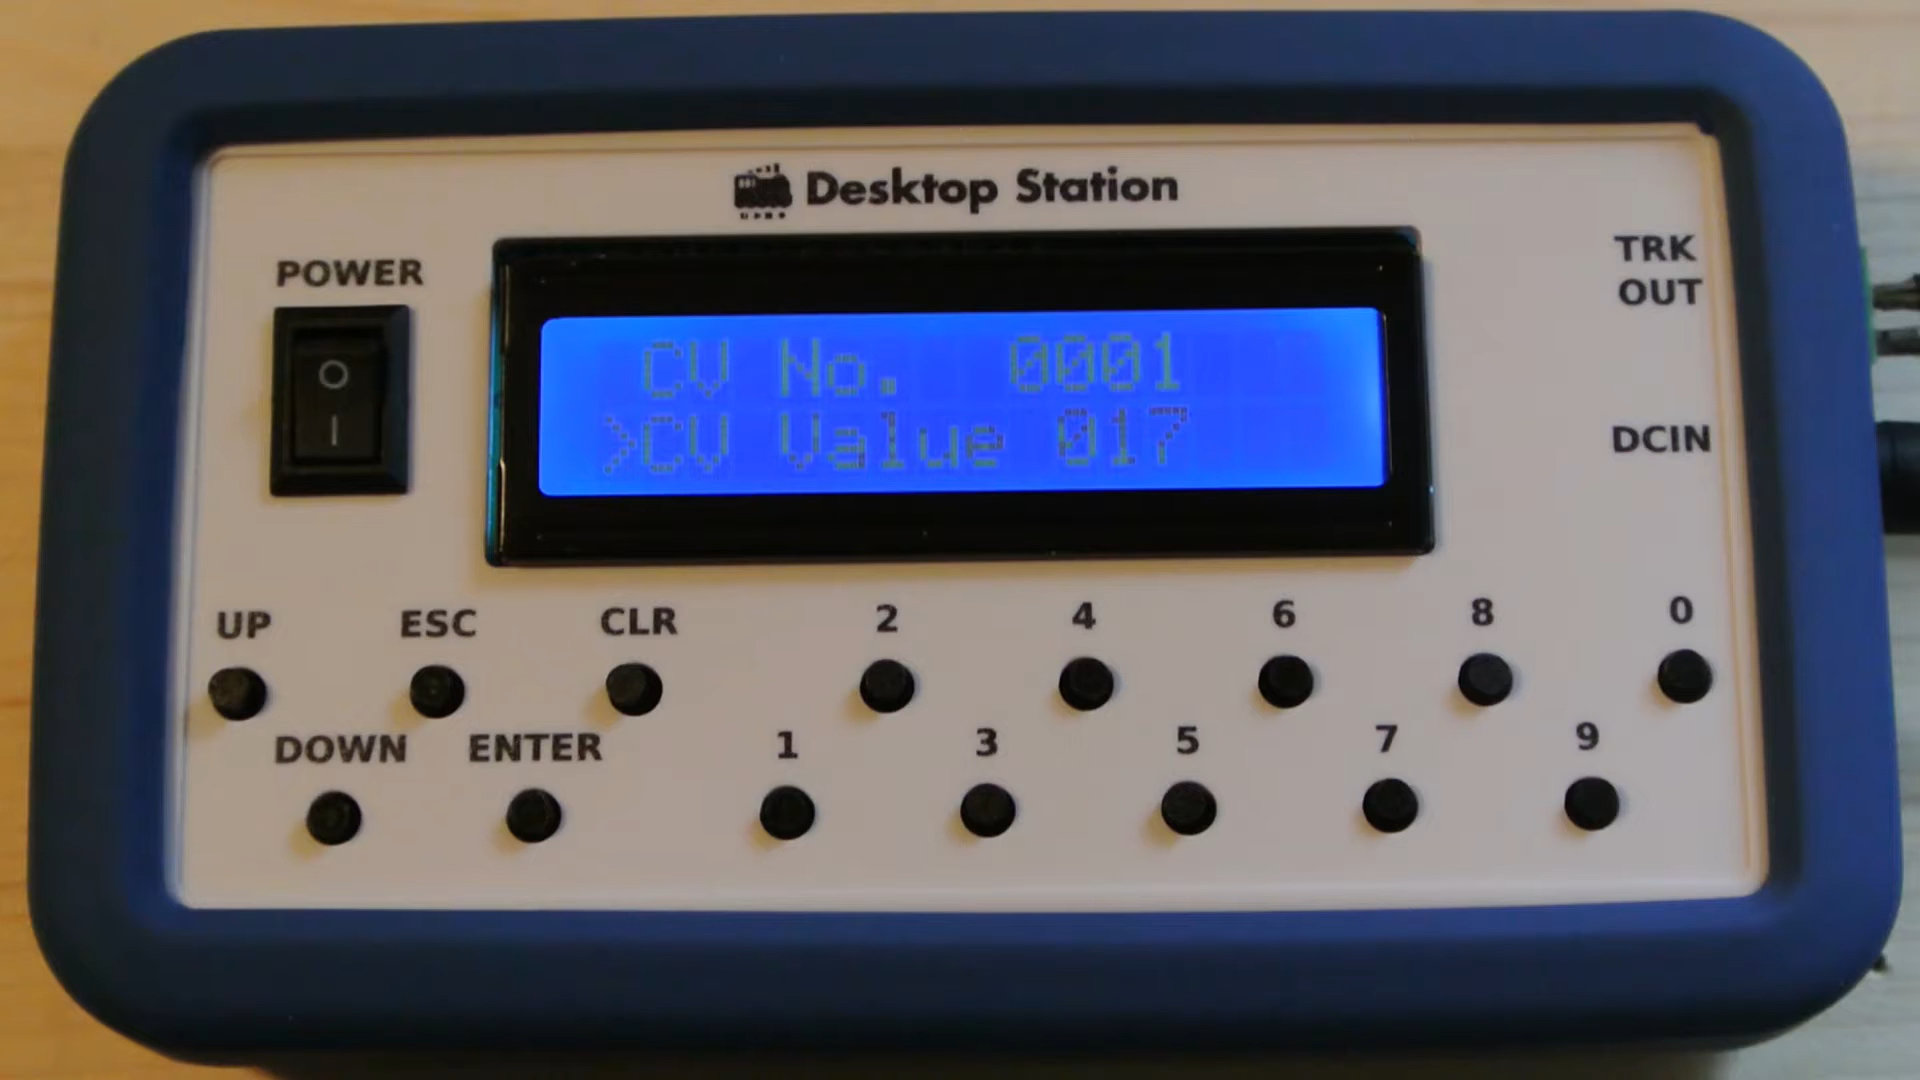 Desktop Station
POWER
TRK
OUT
CV No. 0001
>CV Value 017
DCIN
UP ESC CLR 2 4 6 8 0
DOWN ENTER 1 3 5 7 9